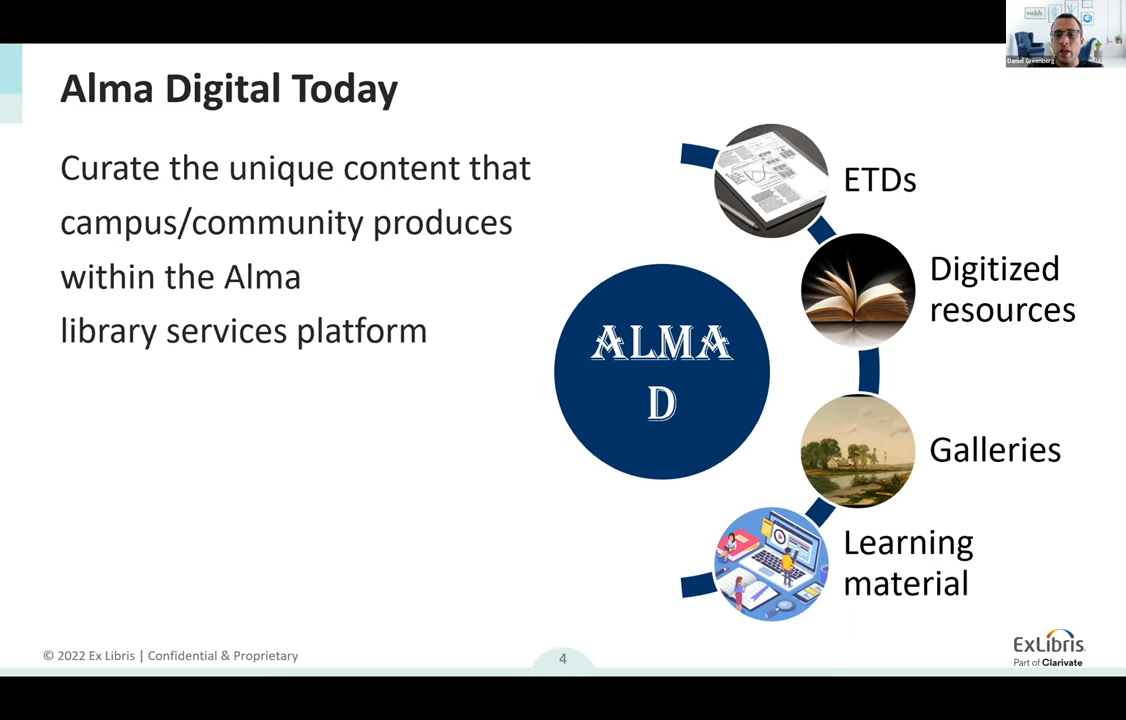 Alma Digital Today
Curate the unique content that
campus/community produces
within the Alma
library services platform
ALMA
D
ETDs
Digitized
resources
Galleries
Learning
material
© 2022 Ex Libris | Confidential & Proprietary
4
ExLibris
Part of Clarivate
Daniel Greenberg